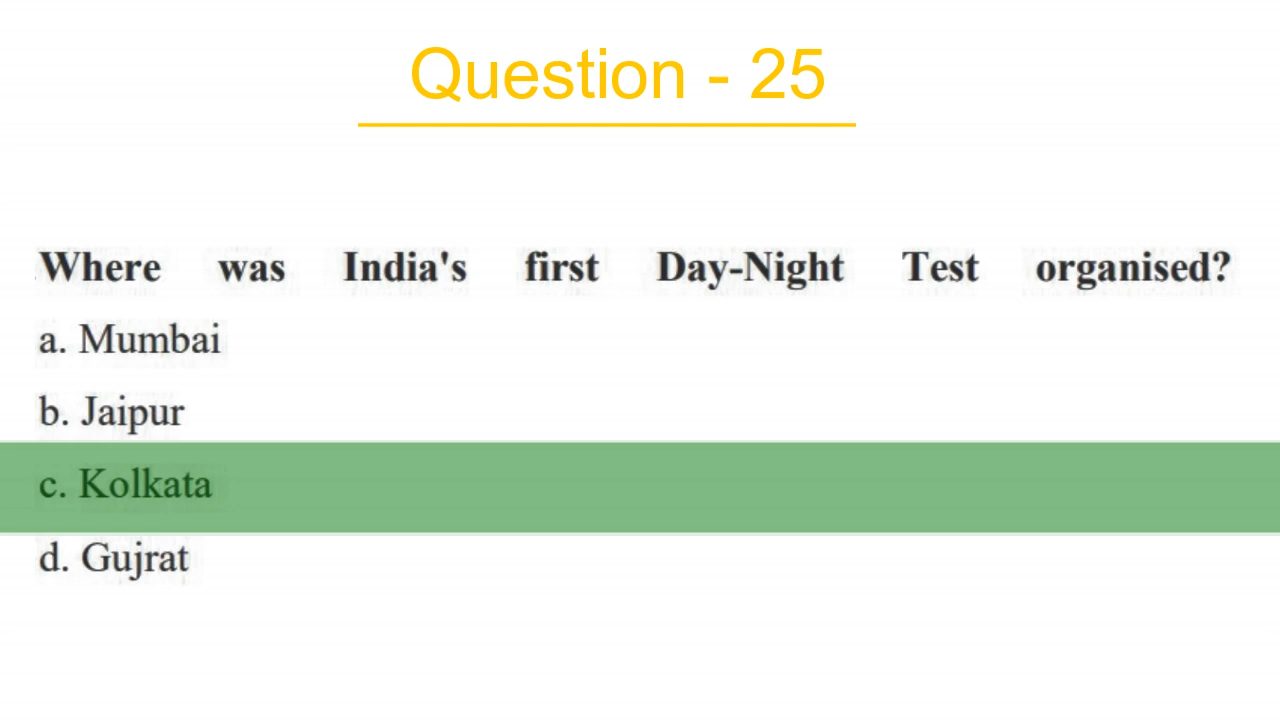 Question - 25
Where was India's first Day-Night Test organised?
a. Mumbai
b. Jaipur
c. Kolkata
d. Gujrat